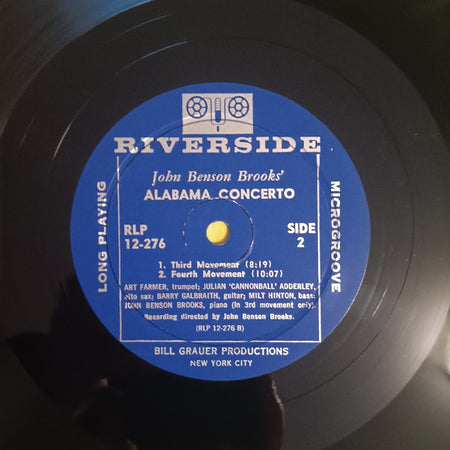 RIVERSIDE
John Benson Brooks'
ALABAMA CONCERTO
LONG PLAYING
MICROGROOVE
RLP
12-276
SIDE
2
1. Third Movement (8:19)
2. Fourth Movement (10:07)
ART FARMER, trumpet; JULIAN 'CANNONBALL' ADDERLEY,
alto sax; BARRY GALBRAITH, guitar; MILT HINTON, bass;
JOHN BENSON BROOKS, piano (in 3rd movement only).
Recording directed by John Benson Brooks.
(RLP 12-276 B)
BILL GRAUER PRODUCTIONS
NEW YORK CITY